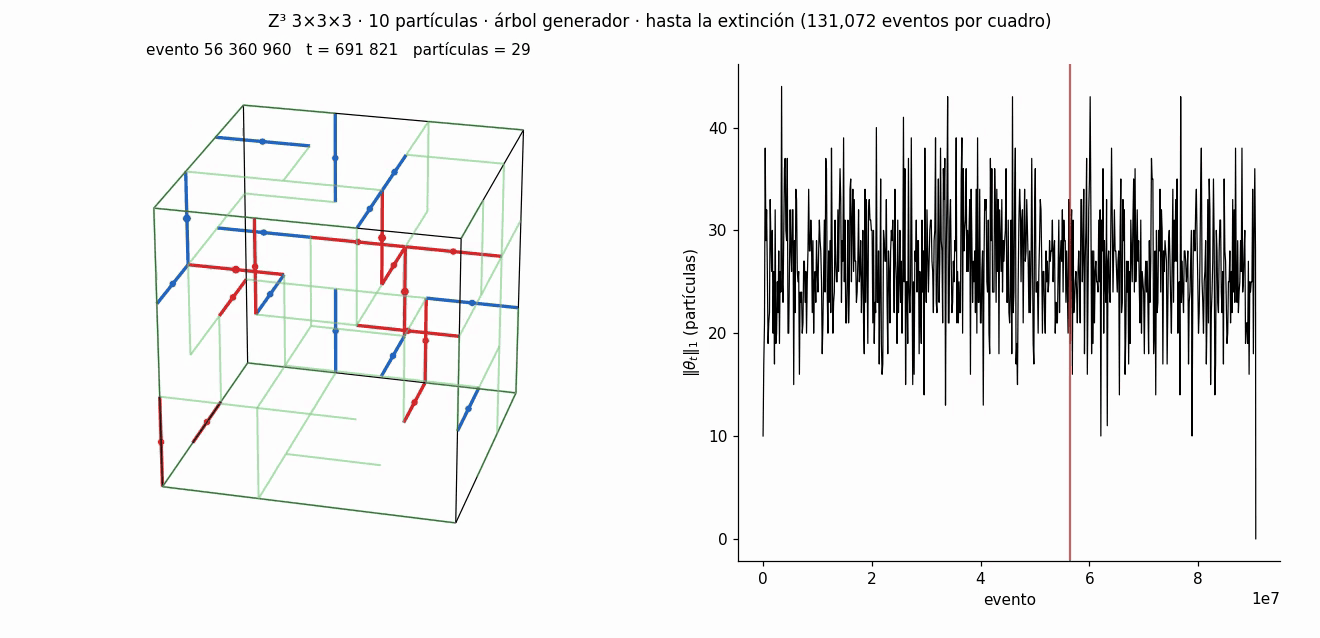 Z³ 3×3×3 · 10 partículas · árbol generador · hasta la extinción (131,072 eventos por cuadro)
evento 56 360 960   t = 691 821   partículas = 29
‖θₜ‖₁ (partículas)
40
30
20
10
0
0 2 4 6 8
evento
1e7